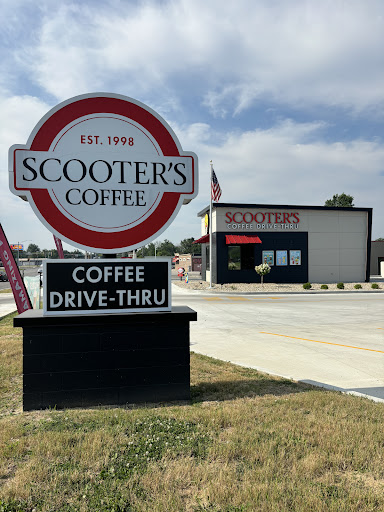 EST. 1998
SCOOTER'S
COFFEE
COFFEE
DRIVE-THRU
SCOOTER'S
COFFEE DRIVE-THRU